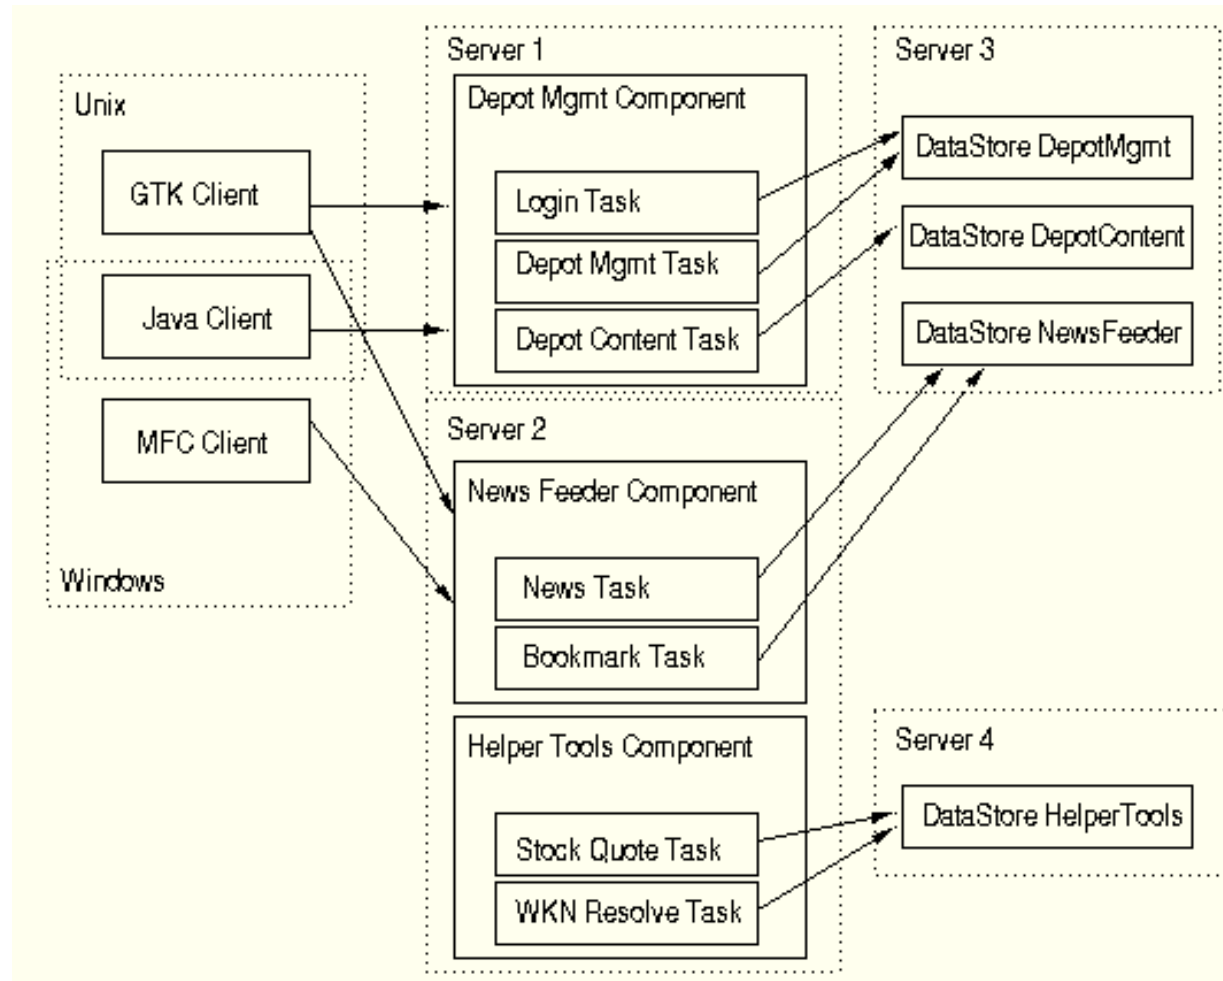 Unix
GTK Client
Java Client
MFC Client
Windows
Server 1
Depot Mgmt Component
Login Task
Depot Mgmt Task
Depot Content Task
Server 2
News Feeder Component
News Task
Bookmark Task
Helper Tools Component
Stock Quote Task
WKN Resolve Task
Server 3
DataStore DepotMgmt
DataStore DepotContent
DataStore NewsFeeder
Server 4
DataStore HelperTools